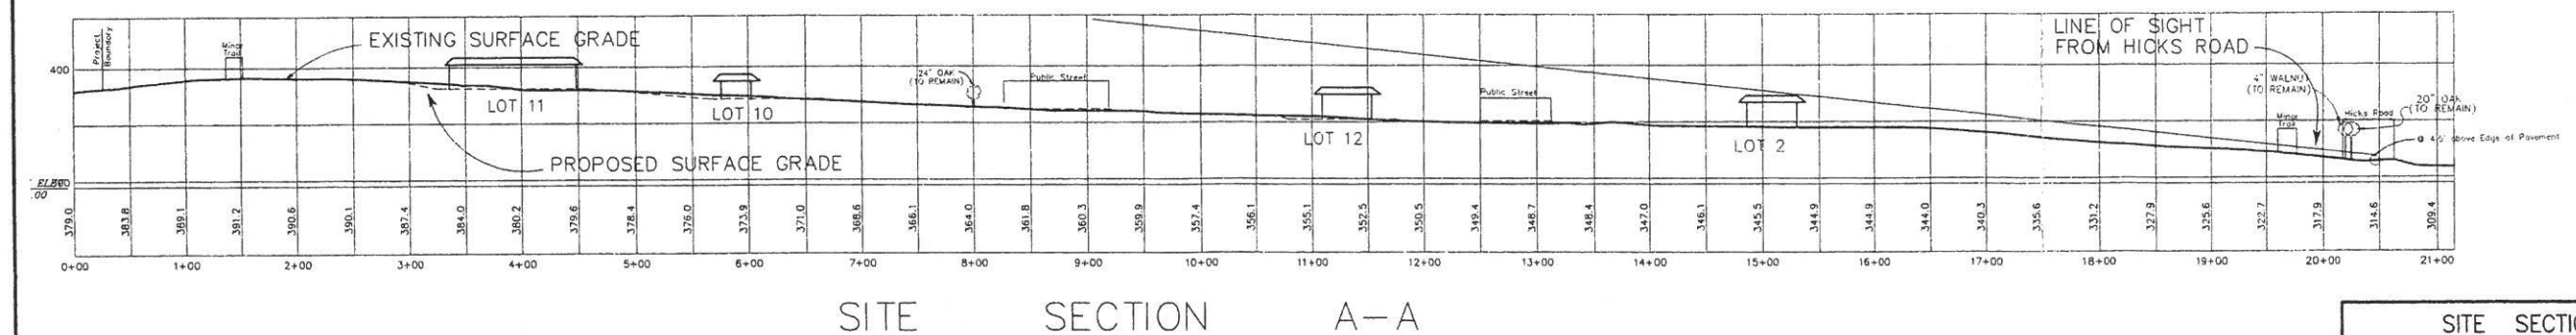 Project
Boundary
Minor
Trail
EXISTING SURFACE GRADE
400
LOT 11
PROPOSED SURFACE GRADE
LOT 10
24" OAK
(TO REMAIN)
Public Street
LOT 12
Public Street
LOT 2
LINE OF SIGHT
FROM HICKS ROAD
4" WALNUT
(TO REMAIN)
Minor
Trail
Hicks Road
20" OAK
(TO REMAIN)
@ 4.5' above Edge of Pavement
379.0 383.8 389.1 391.2 390.6 390.1 387.4 384.0 380.2 379.6 378.4 376.0 373.9 371.0 368.6 366.1 364.0 361.8 360.3 359.9 357.4 356.1 355.1 352.5 350.5 349.4 348.7 348.4 347.0 346.1 345.5 344.9 344.9 344.0 340.3 335.6 331.2 327.9 325.6 322.7 317.9 314.6 309.4
0+00 1+00 2+00 3+00 4+00 5+00 6+00 7+00 8+00 9+00 10+00 11+00 12+00 13+00 14+00 15+00 16+00 17+00 18+00 19+00 20+00 21+00
SITE SECTION A-A
SITE SECTI